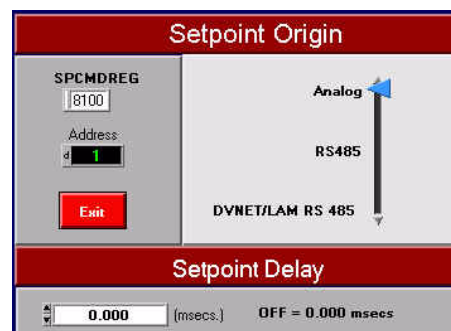 Setpoint Origin
SPCMDREG
8100
Address
d 1
Exit
Analog
RS485
DVNET/LAM RS 485
Setpoint Delay
0.000 (msecs.) OFF = 0.000 msecs